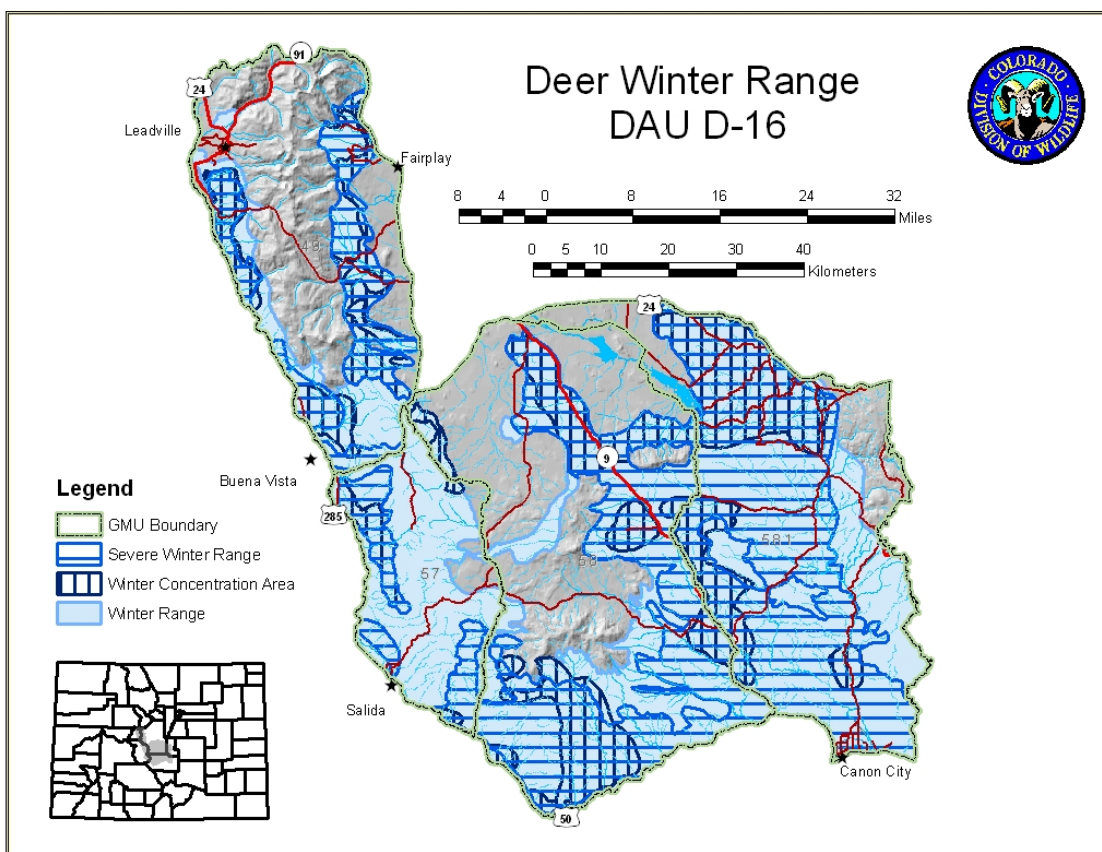 Deer Winter Range
DAU D-16
COLORADO
DIVISION OF WILDLIFE
91
24
Leadville
Fairplay
8 4 0 8 16 24 32
Miles
0 5 10 20 30 40
Kilometers
49
24
9
Buena Vista
285
Legend
GMU Boundary
Severe Winter Range
Winter Concentration Area
Winter Range
57
58
581
Salida
Canon City
50